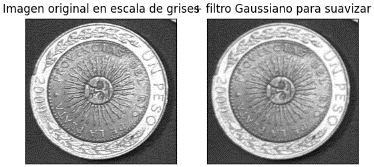 Imagen original en escala de grises
+ filtro Gaussiano para suavizar
UN PESO
UN PESO